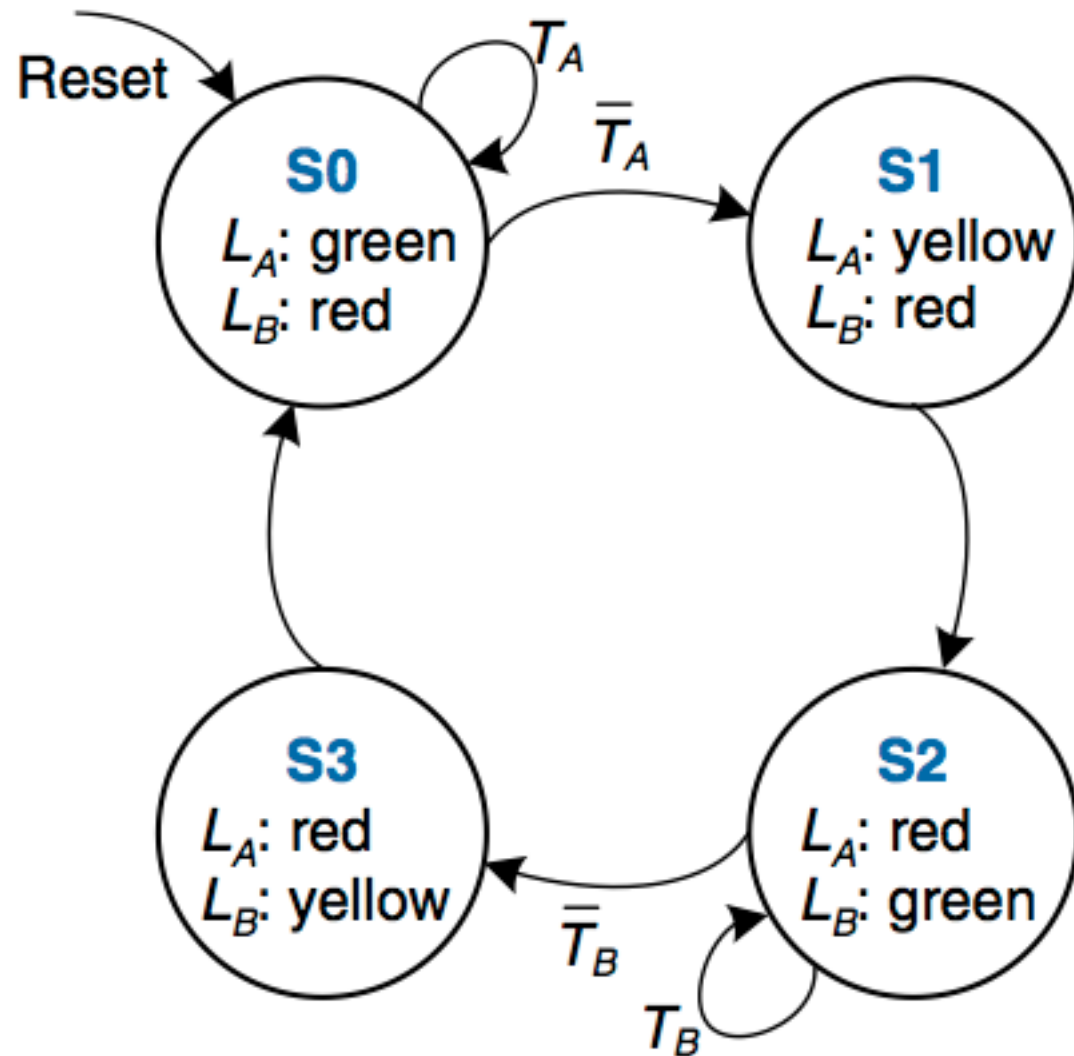 Reset
T_A
T̅_A
S0
L_A: green
L_B: red
S1
L_A: yellow
L_B: red
S3
L_A: red
L_B: yellow
S2
L_A: red
L_B: green
T̅_B
T_B